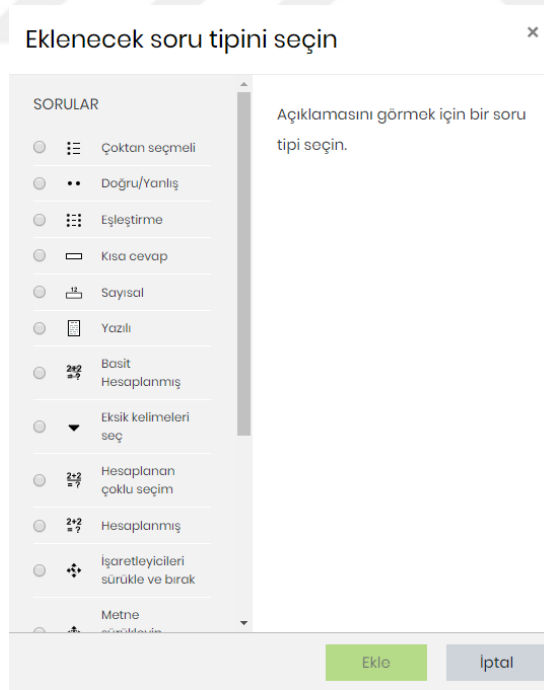 Eklenecek soru tipini seçin
×
SORULAR
Açıklamasını görmek için bir soru
tipi seçin.
Çoktan seçmeli
Doğru/Yanlış
Eşleştirme
Kısa cevap
12
Sayısal
Yazılı
2+2
=?
Basit
Hesaplanmış
Eksik kelimeleri
seç
2+2
= ?
Hesaplanan
çoklu seçim
2+2
= ?
Hesaplanmış
İşaretleyicileri
sürükle ve bırak
Metne
sürükleyin
Ekle
İptal